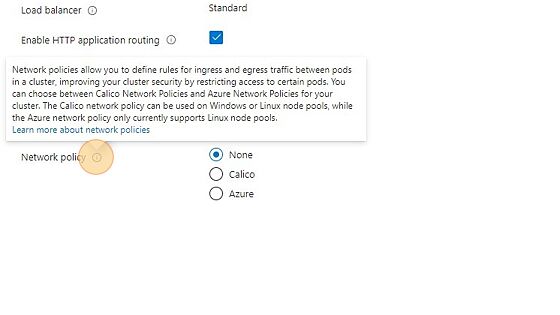 Load balancer
Standard
Enable HTTP application routing
Network policies allow you to define rules for ingress and egress traffic between pods
in a cluster, improving your cluster security by restricting access to certain pods. You
can choose between Calico Network Policies and Azure Network Policies for your
cluster. The Calico network policy can be used on Windows or Linux node pools, while
the Azure network policy only currently supports Linux node pools.
Learn more about network policies
Network policy
None
Calico
Azure